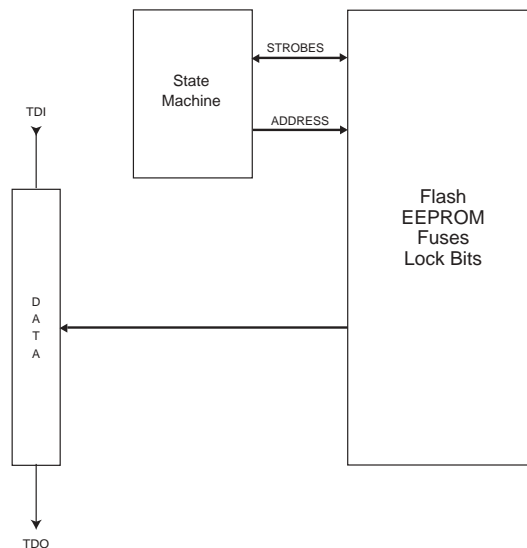 STROBES
State
Machine
ADDRESS
TDI
Flash
EEPROM
Fuses
Lock Bits
D
A
T
A
TDO